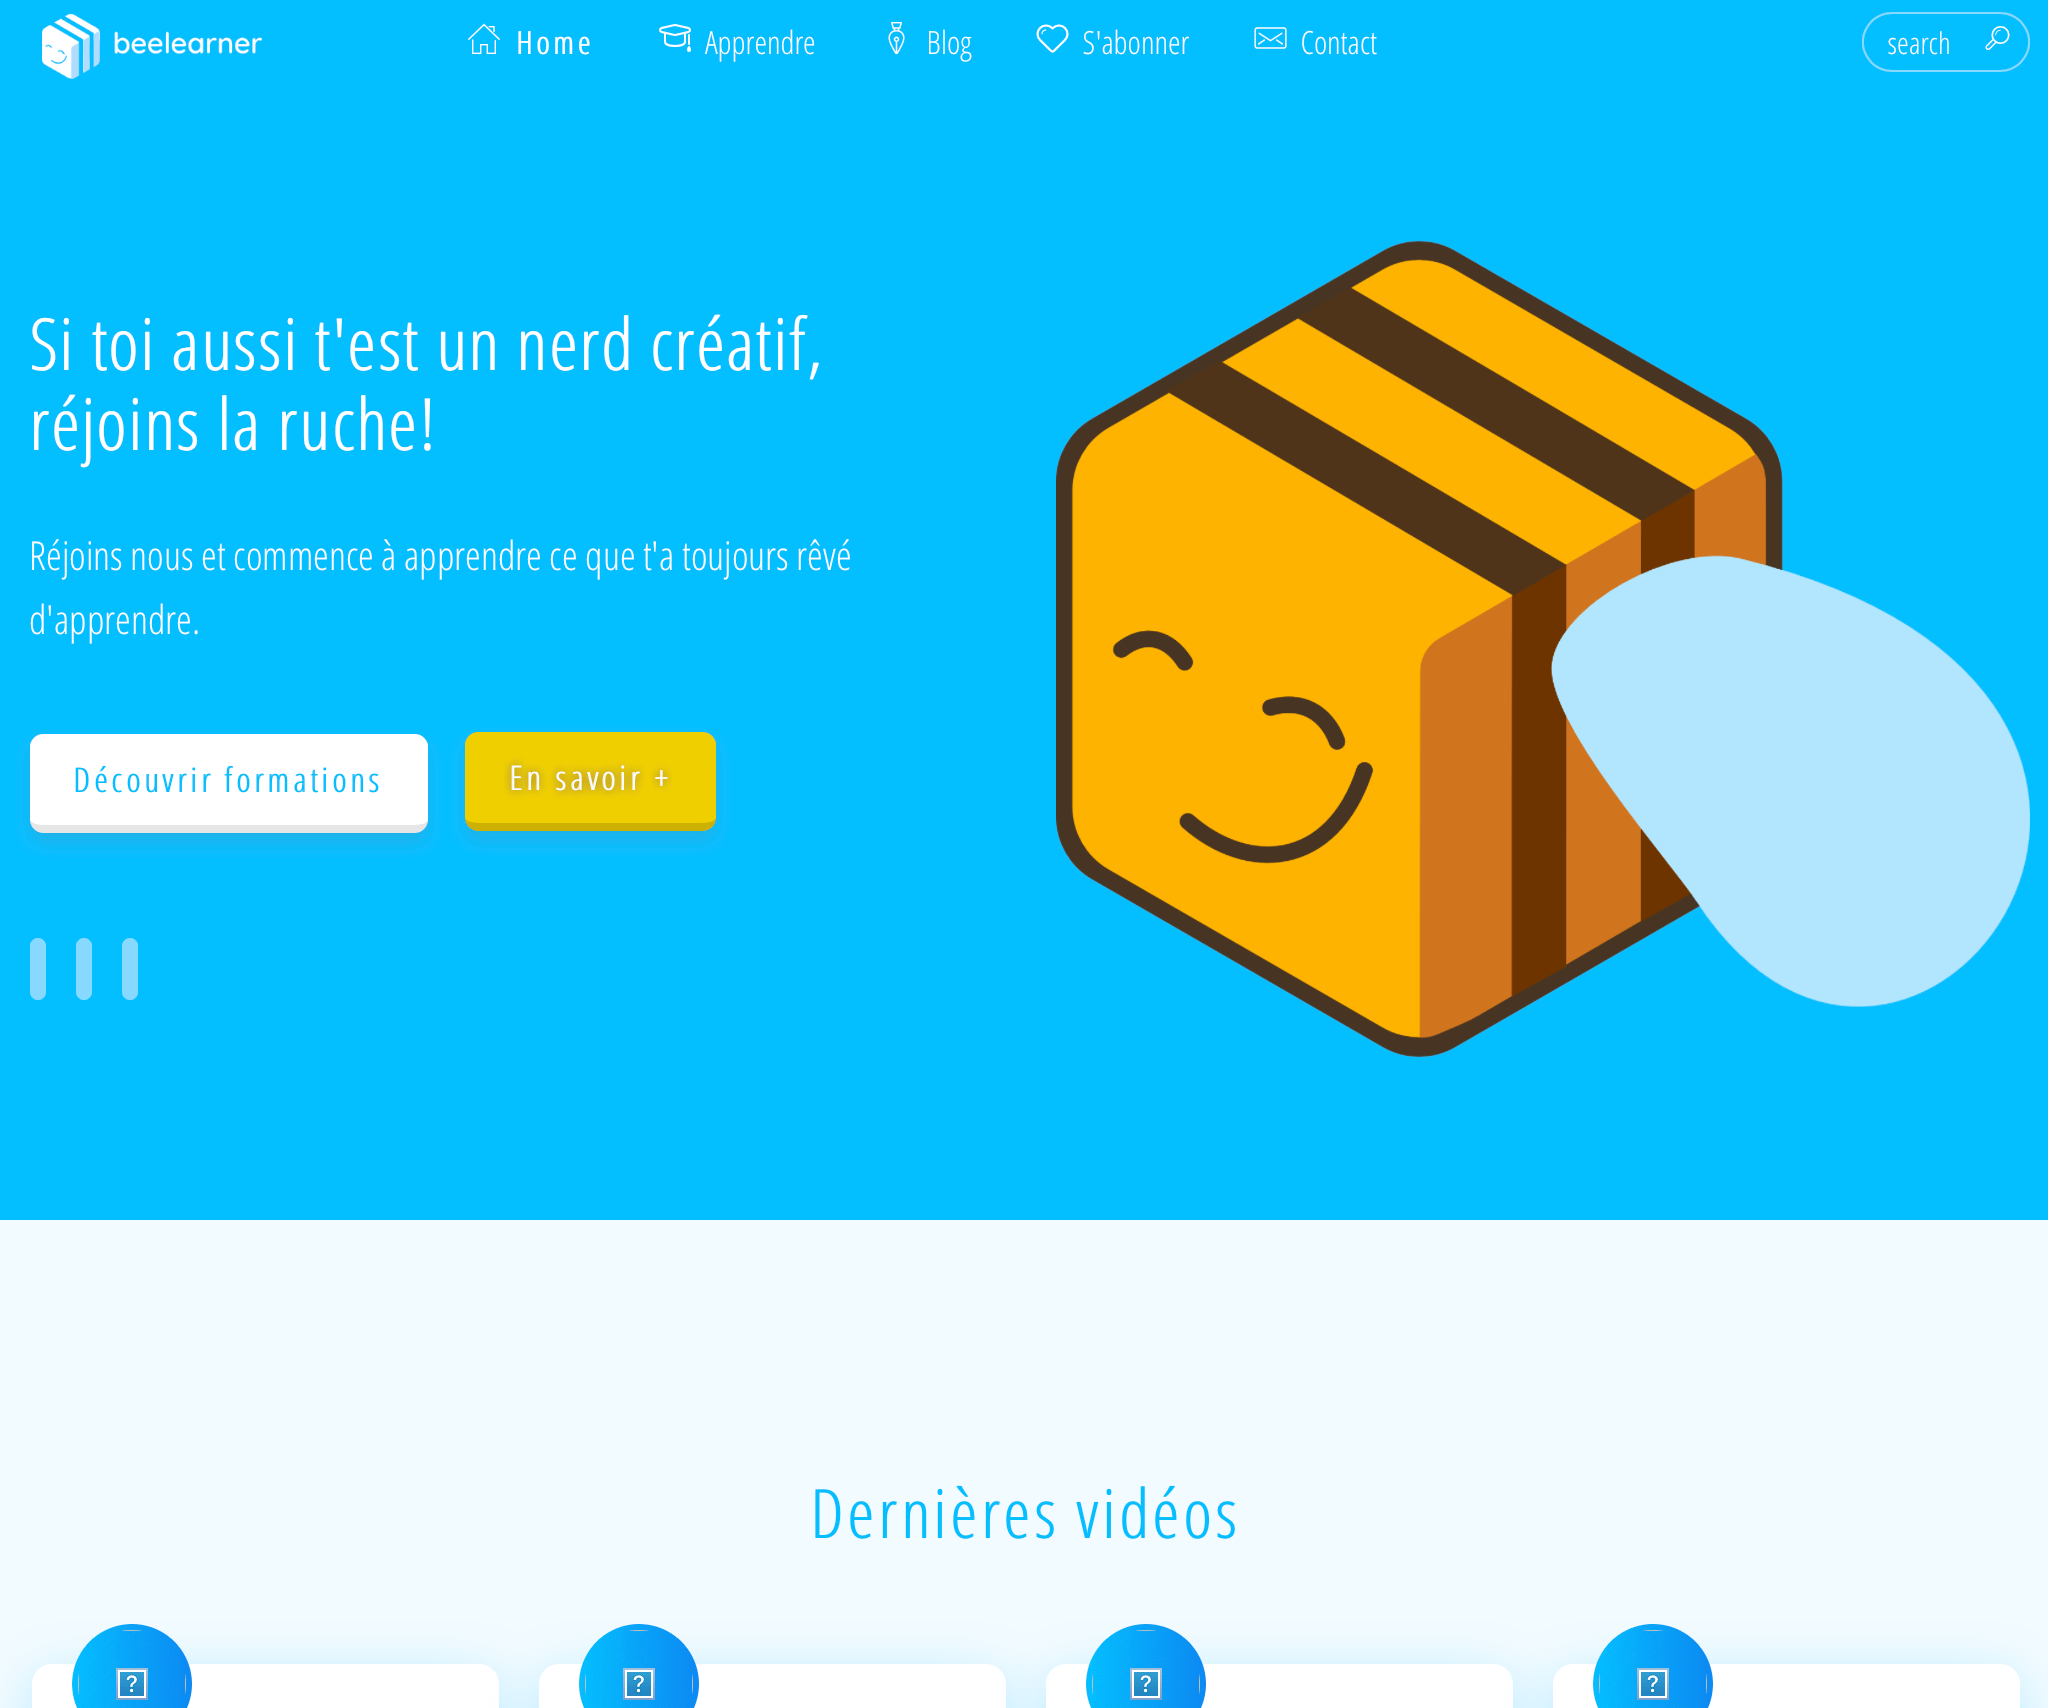 beelearner
Home
Apprendre
Blog
S'abonner
Contact
search
Si toi aussi t'est un nerd créatif,
réjoins la ruche!
Réjoins nous et commence à apprendre ce que t'a toujours rêvé
d'apprendre.
Découvrir formations
En savoir +
Dernières vidéos